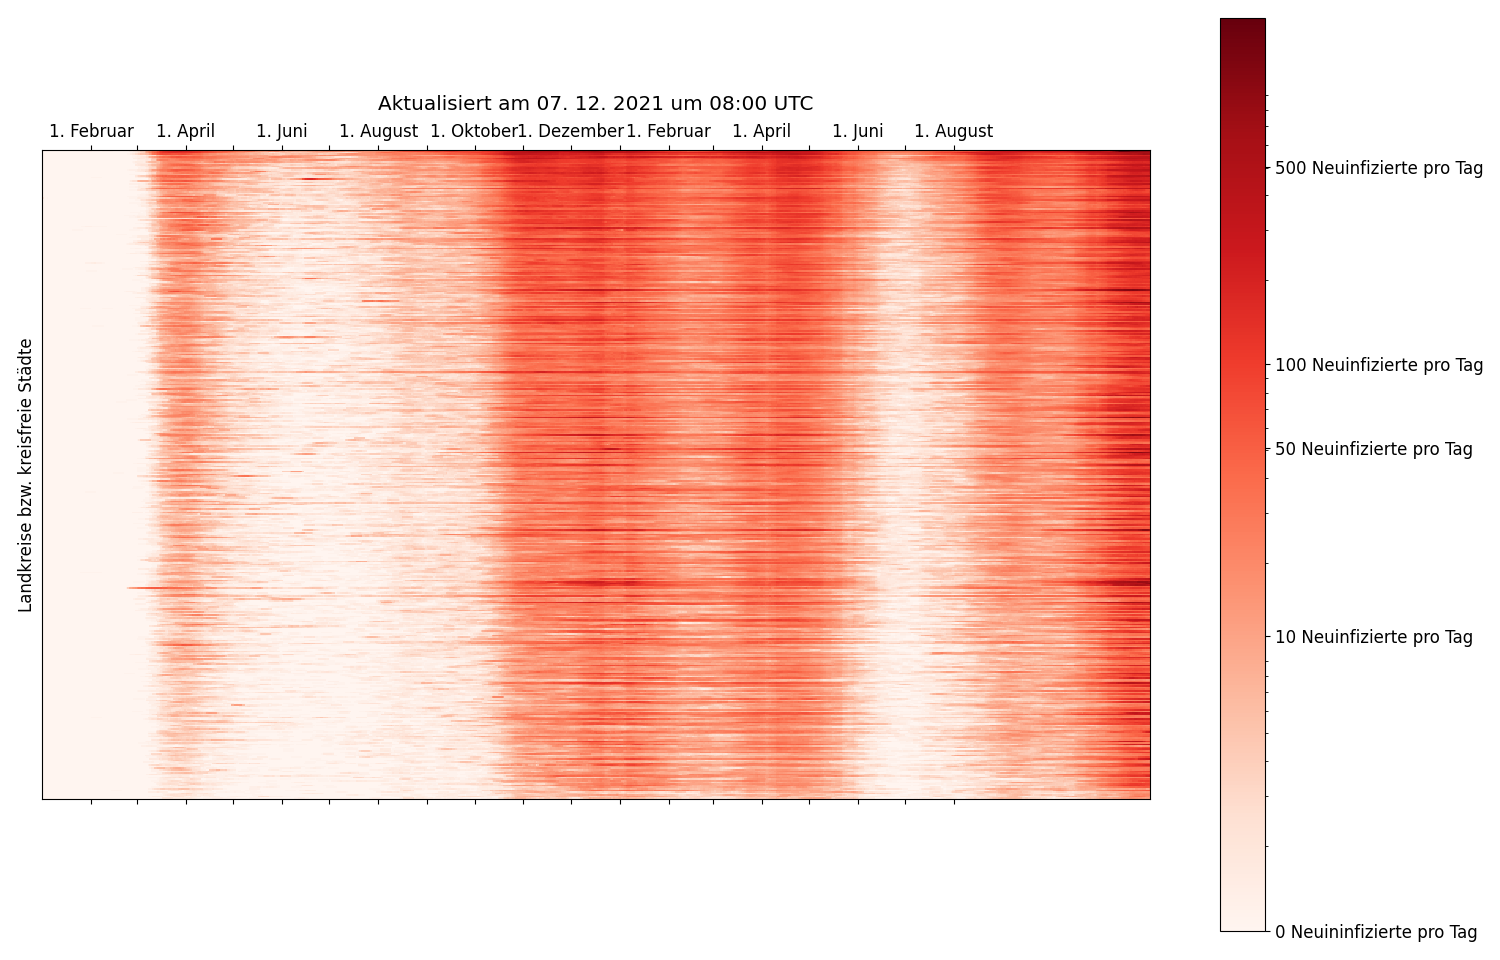 Aktualisiert am 07. 12. 2021 um 08:00 UTC
1. Februar 1. April 1. Juni 1. August 1. Oktober 1. Dezember 1. Februar 1. April 1. Juni 1. August
Landkreise bzw. kreisfreie Städte
500 Neuinfizierte pro Tag
100 Neuinfizierte pro Tag
50 Neuinfizierte pro Tag
10 Neuinfizierte pro Tag
0 Neuininfizierte pro Tag